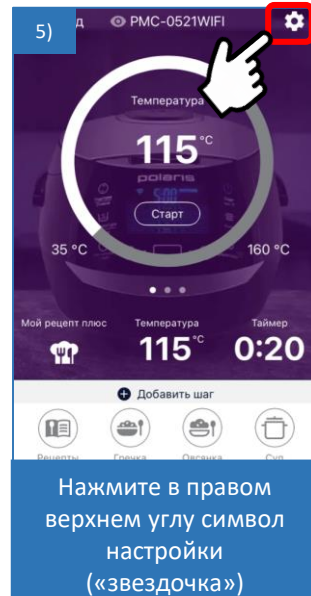 5)
д
PMC-0521WIFI
Температура
115°C
polaris
Старт
35 °C
160 °C
Мой рецепт плюс
Температура
Таймер
115°C
0:20
Добавить шаг
Рецепты
Гречка
Овсянка
Суп
Нажмите в правом
верхнем углу символ
настройки
(«звездочка»)